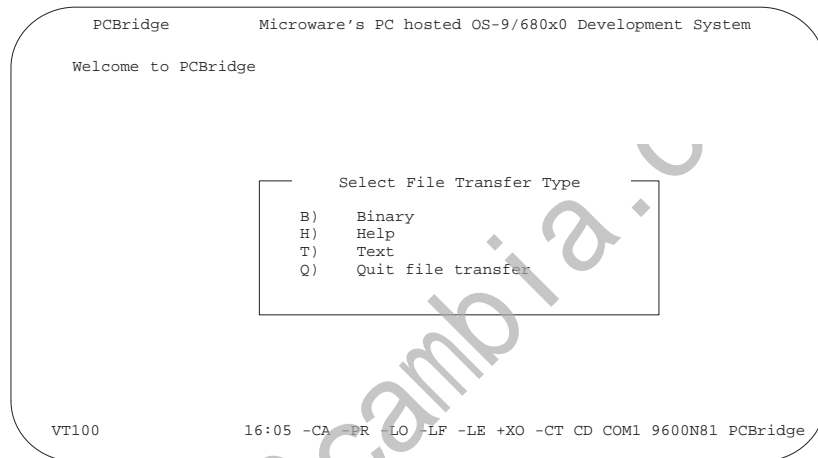 PCBridge Microware's PC hosted OS-9/680x0 Development System
Welcome to PCBridge
Select File Transfer Type
B) Binary
H) Help
T) Text
Q) Quit file transfer
VT100 16:05 -CA -PR -LO -LF -LE +XO -CT CD COM1 9600N81 PCBridge
cambia.c